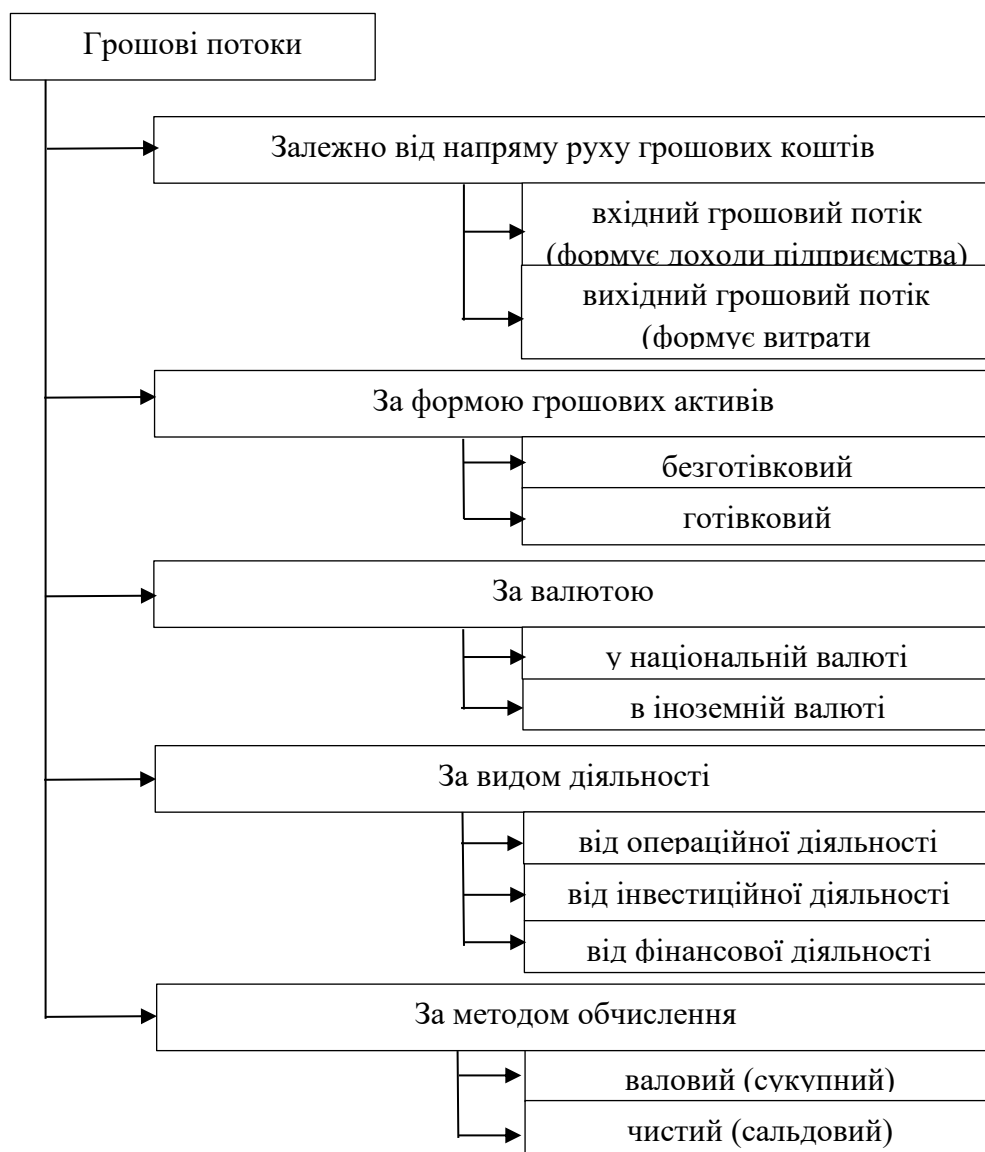 Грошові потоки
Залежно від напряму руху грошових коштів
вхідний грошовий потік
(формує доходи підприємства)
вихідний грошовий потік
(формує витрати
За формою грошових активів
безготівковий
готівковий
За валютою
у національній валюті
в іноземній валюті
За видом діяльності
від операційної діяльності
від інвестиційної діяльності
від фінансової діяльності
За методом обчислення
валовий (сукупний)
чистий (сальдовий)